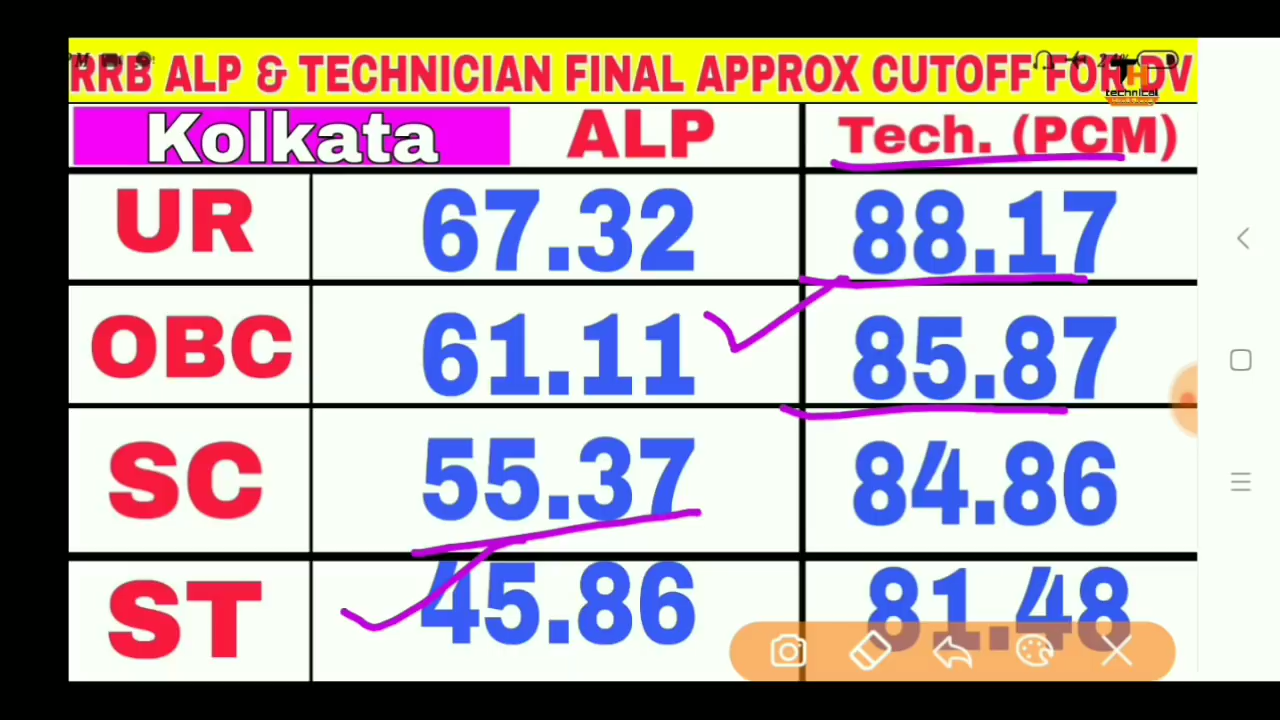 RRB ALP & TECHNICIAN FINAL APPROX CUTOFF FOR DV
technical
Kolkata ALP Tech. (PCM)
UR 67.32 88.17
OBC 61.11 85.87
SC 55.37 84.86
ST 45.86 81.48